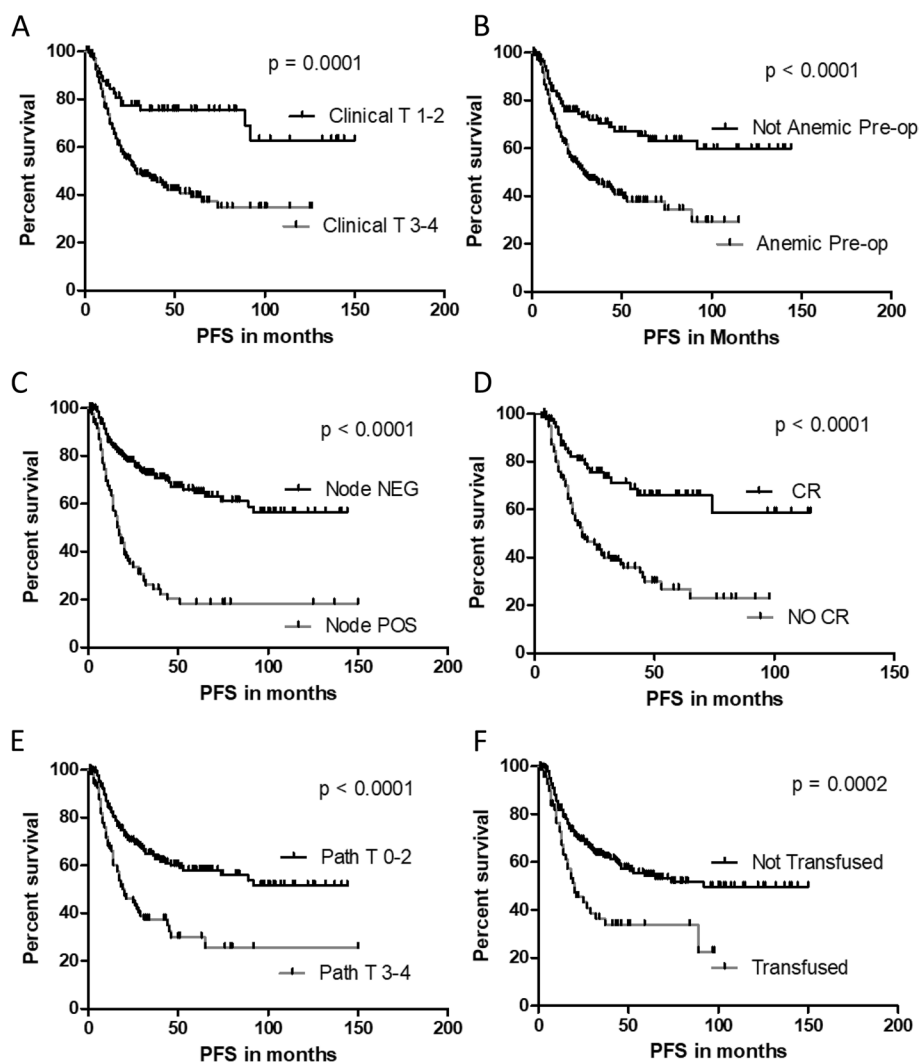 A
p = 0.0001
Percent survival
100
80
60
40
20
0
Clinical T 1-2
Clinical T 3-4
0
50
100
150
200
PFS in months
B
p < 0.0001
Percent survival
100
80
60
40
20
0
Not Anemic Pre-op
Anemic Pre-op
0
50
100
150
200
PFS in Months
C
p < 0.0001
Percent survival
100
80
60
40
20
0
Node NEG
Node POS
0
50
100
150
200
PFS in months
D
p < 0.0001
Percent survival
100
80
60
40
20
0
CR
NO CR
0
50
100
150
PFS in months
E
p < 0.0001
Percent survival
100
80
60
40
20
0
Path T 0-2
Path T 3-4
0
50
100
150
200
PFS in months
F
p = 0.0002
Percent survival
100
80
60
40
20
0
Not Transfused
Transfused
0
50
100
150
200
PFS in months